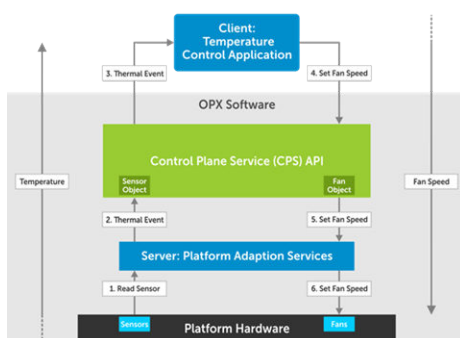 Client:
Temperature
Control Application
3. Thermal Event
4. Set Fan Speed
OPX Software
Control Plane Service (CPS) API
Sensor
Object
Fan
Object
Temperature
Fan Speed
2. Thermal Event
5. Set Fan Speed
Server: Platform Adaption Services
1. Read Sensor
6. Set Fan Speed
Sensors
Platform Hardware
Fans